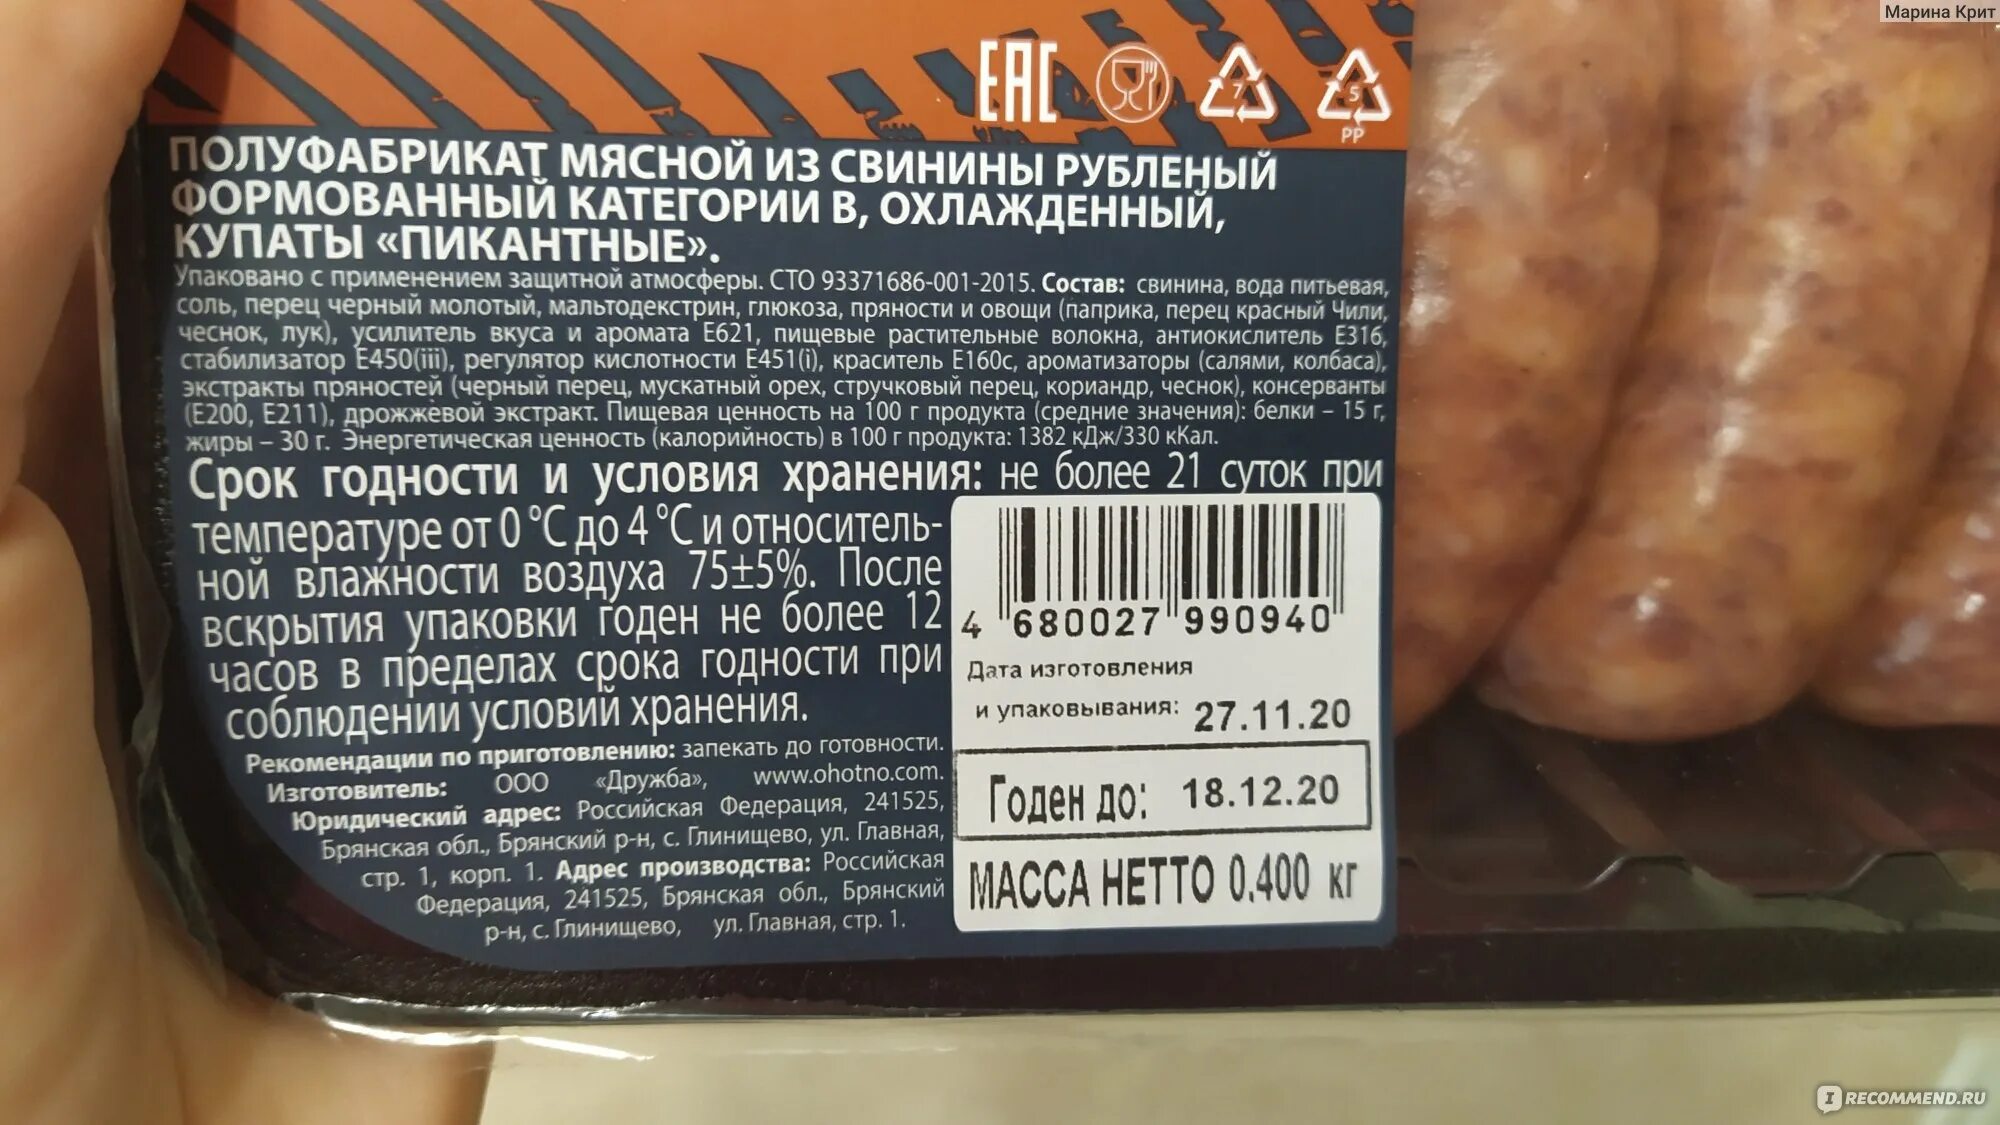 Марина Крит
EAC
7
5
PP
ПОЛУФАБРИКАТ МЯСНОЙ ИЗ СВИНИНЫ РУБЛЕНЫЙ
ФОРМОВАННЫЙ КАТЕГОРИИ В, ОХЛАЖДЕННЫЙ,
КУПАТЫ «ПИКАНТНЫЕ».
Упаковано с применением защитной атмосферы. СТО 93371686-001-2015. Состав: свинина, вода питьевая,
соль, перец черный молотый, мальтодекстрин, глюкоза, пряности и овощи (паприка, перец красный Чили,
чеснок, лук), усилитель вкуса и аромата Е621, пищевые растительные волокна, антиокислитель Е316,
стабилизатор Е450(iii), регулятор кислотности Е451(i), краситель Е160с, ароматизаторы (салями, колбаса),
экстракты пряностей (черный перец, мускатный орех, стручковый перец, кориандр, чеснок), консерванты
(Е200, Е211), дрожжевой экстракт. Пищевая ценность на 100 г продукта (средние значения): белки – 15 г,
жиры – 30 г. Энергетическая ценность (калорийность) в 100 г продукта: 1382 кДж/330 кКал.
Срок годности и условия хранения: не более 21 суток при
температуре от 0 °С до 4 °С и относитель-
ной влажности воздуха 75±5%. После
вскрытия упаковки годен не более 12
часов в пределах срока годности при
соблюдении условий хранения.
Рекомендации по приготовлению: запекать до готовности.
Изготовитель: ООО «Дружба», www.ohotno.com.
Юридический адрес: Российская Федерация, 241525,
Брянская обл., Брянский р-н, с. Глинищево, ул. Главная,
стр. 1, корп. 1. Адрес производства: Российская
Федерация, 241525, Брянская обл., Брянский
р-н, с. Глинищево, ул. Главная, стр. 1.
4 680027 990940
Дата изготовления
и упаковывания: 27.11.20
Годен до: 18.12.20
МАССА НЕТТО 0.400 кг
IRECOMMEND.RU